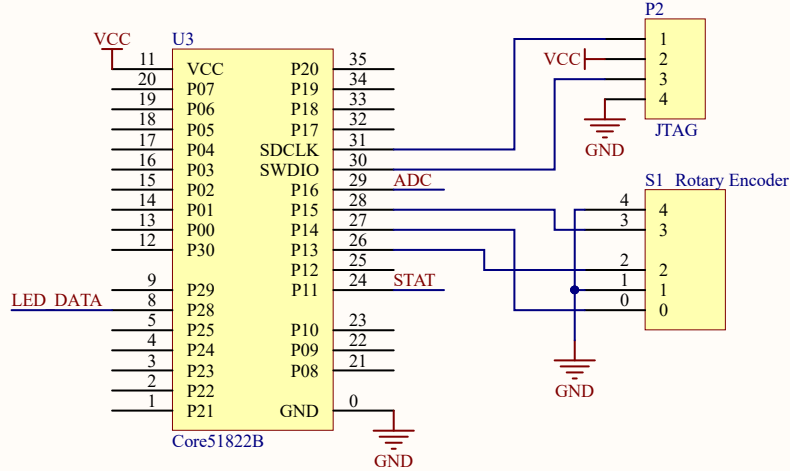 P2
VCC
U3
1
11
VCC
P20
35
VCC
2
20
P07
P19
34
3
19
P06
P18
33
4
18
P05
P17
32
JTAG
17
P04
SDCLK
31
GND
16
P03
SWDIO
30
15
P02
P16
29
ADC
S1 Rotary Encoder
14
P01
P15
28
4
4
13
P00
P14
27
3
3
12
P30
P13
26
P12
25
2
2
9
P29
P11
24
STAT
1
1
LED_DATA
8
P28
0
0
5
P25
P10
23
4
P24
P09
22
3
P23
P08
21
2
P22
1
P21
GND
0
GND
Core51822B
GND